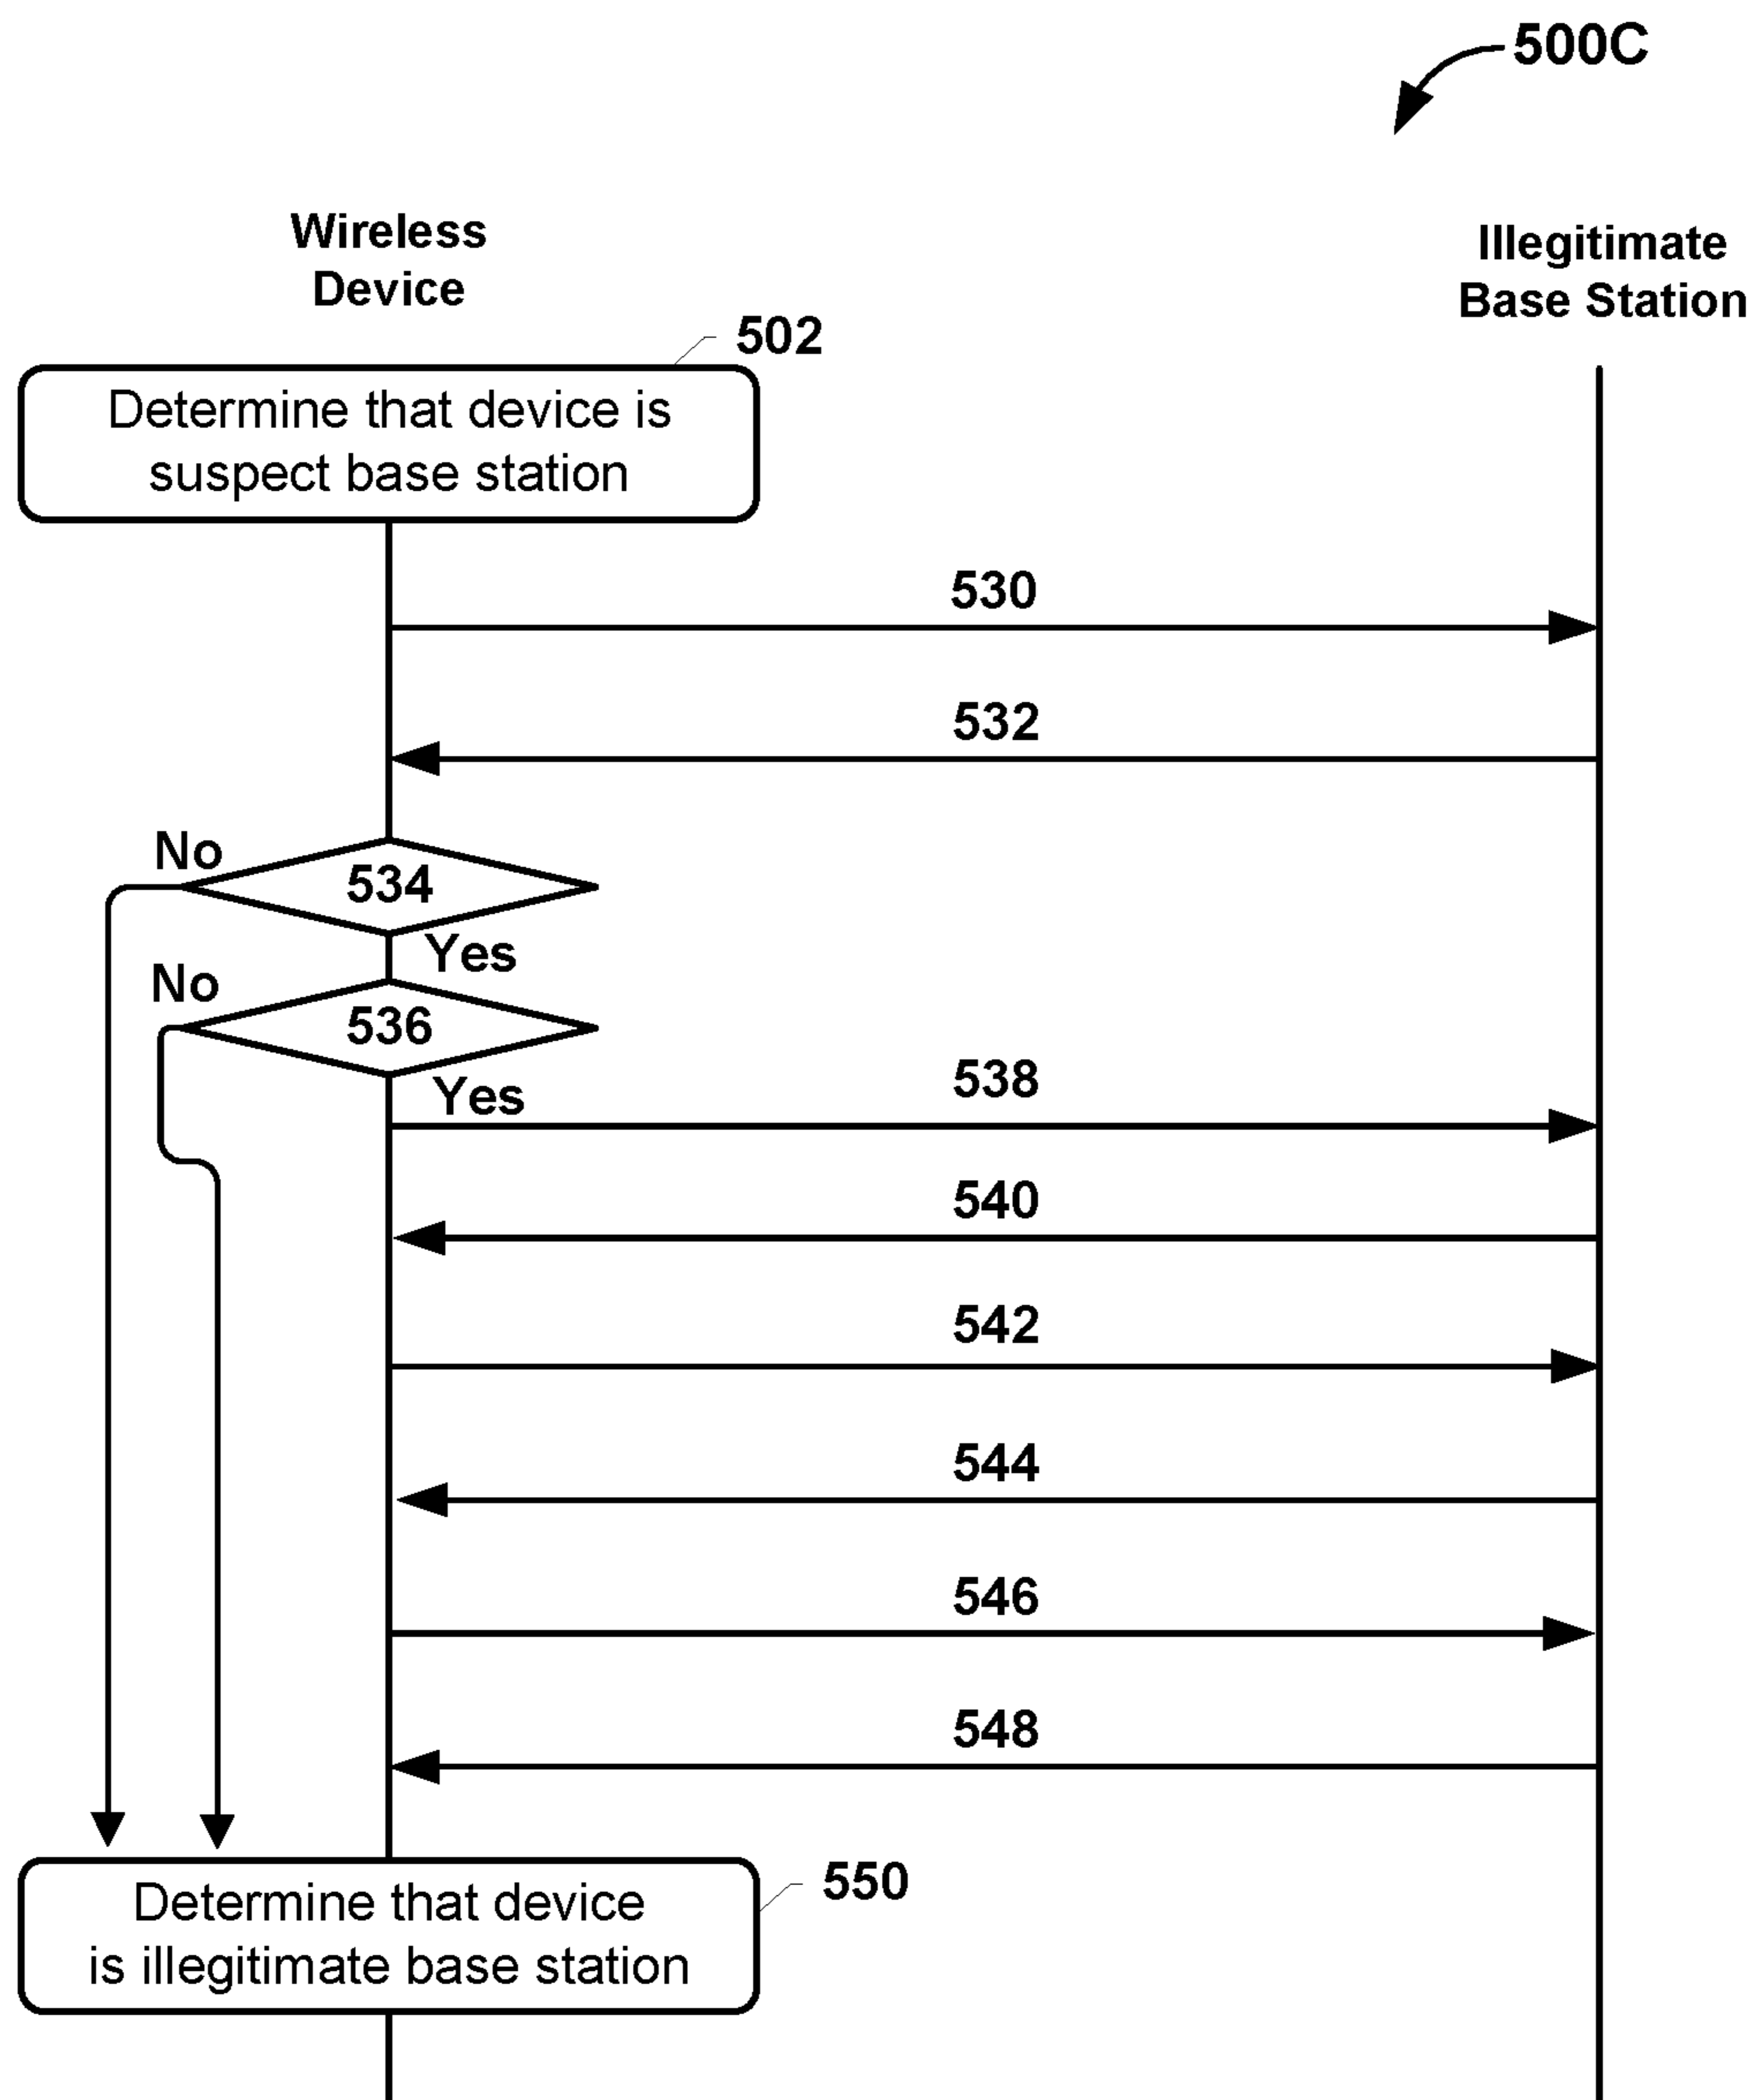 500C
Wireless
Device
Illegitimate
Base Station
502
Determine that device is
suspect base station
530
532
No
534
Yes
No
536
Yes
538
540
542
544
546
548
550
Determine that device
is illegitimate base station